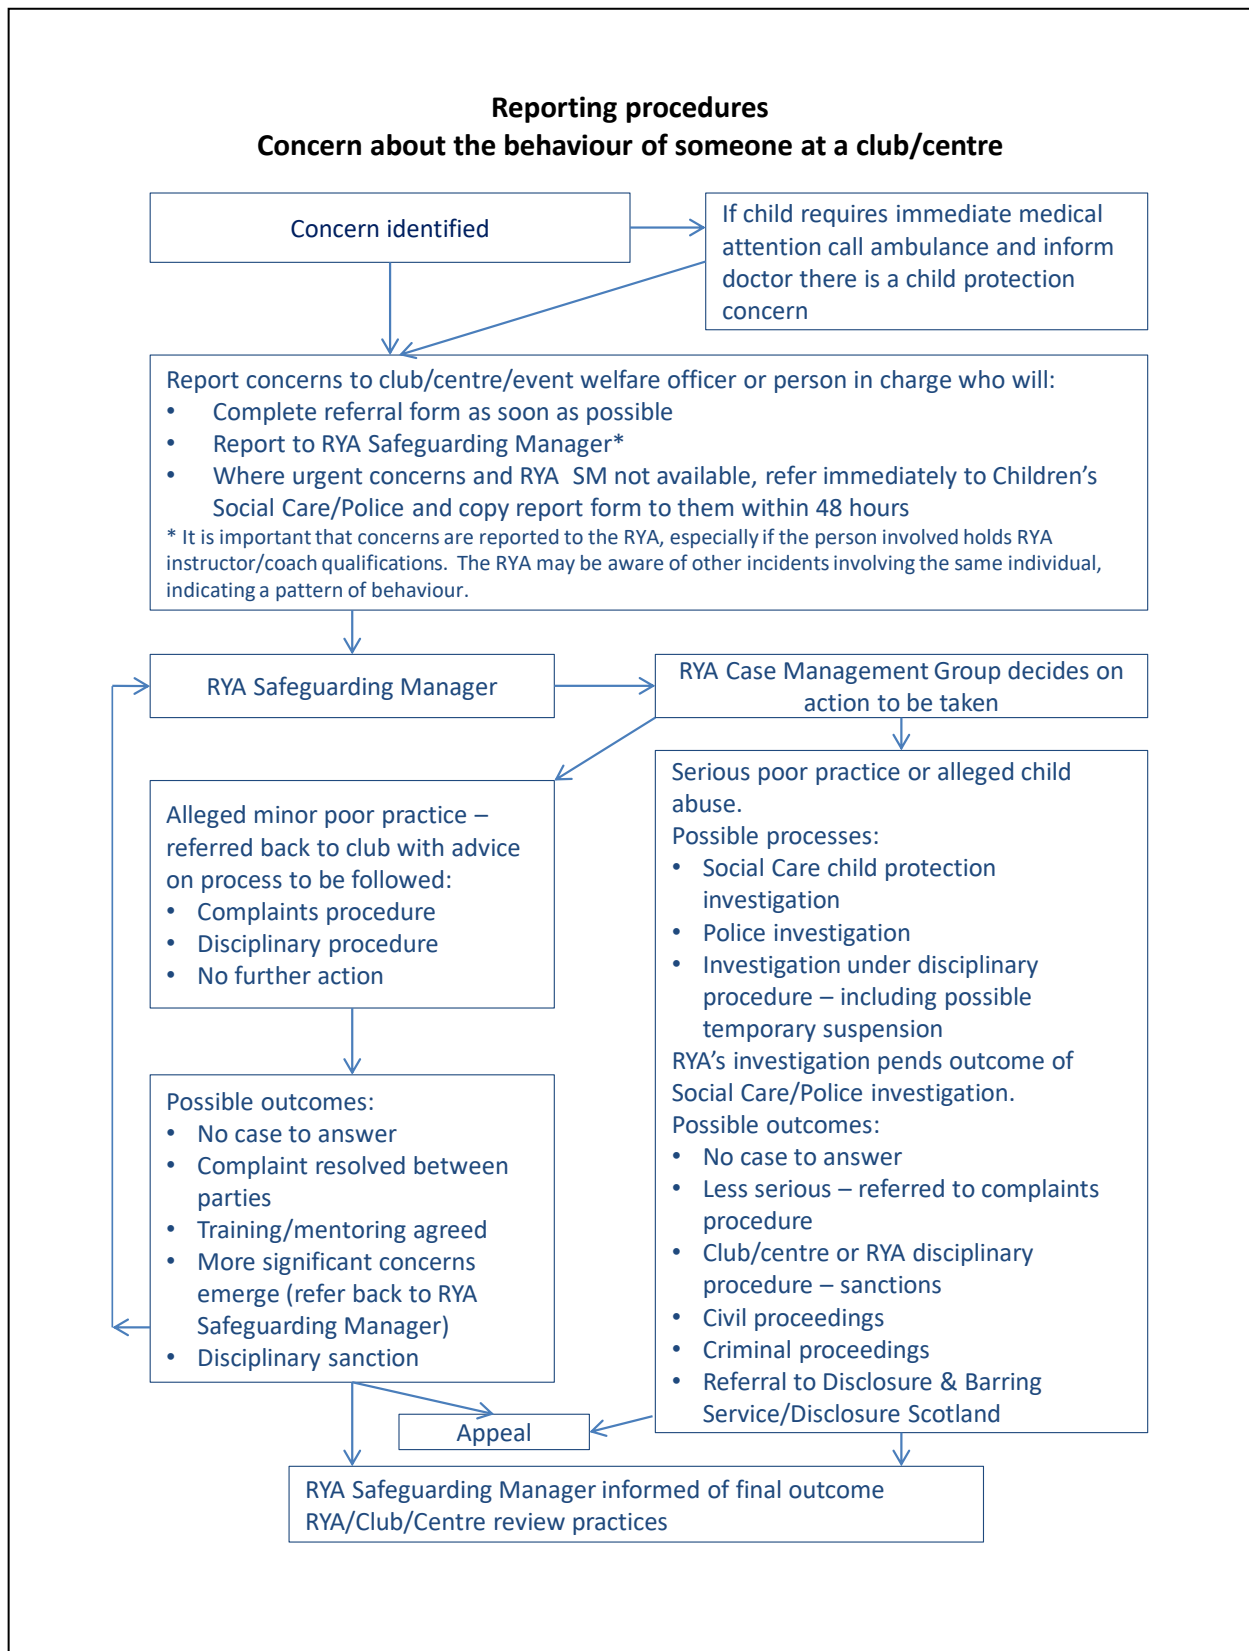 Reporting procedures
Concern about the behaviour of someone at a club/centre
Concern identified
If child requires immediate medical
attention call ambulance and inform
doctor there is a child protection
concern
Report concerns to club/centre/event welfare officer or person in charge who will:
• Complete referral form as soon as possible
• Report to RYA Safeguarding Manager*
• Where urgent concerns and RYA  SM not available, refer immediately to Children’s
Social Care/Police and copy report form to them within 48 hours
* It is important that concerns are reported to the RYA, especially if the person involved holds RYA
instructor/coach qualifications.  The RYA may be aware of other incidents involving the same individual,
indicating a pattern of behaviour.
RYA Safeguarding Manager
RYA Case Management Group decides on
action to be taken
Alleged minor poor practice –
referred back to club with advice
on process to be followed:
• Complaints procedure
• Disciplinary procedure
• No further action
Serious poor practice or alleged child
abuse.
Possible processes:
• Social Care child protection
investigation
• Police investigation
• Investigation under disciplinary
procedure – including possible
temporary suspension
RYA’s investigation pends outcome of
Social Care/Police investigation.
Possible outcomes:
• No case to answer
• Less serious – referred to complaints
procedure
• Club/centre or RYA disciplinary
procedure – sanctions
• Civil proceedings
• Criminal proceedings
• Referral to Disclosure & Barring
Service/Disclosure Scotland
Possible outcomes:
• No case to answer
• Complaint resolved between
parties
• Training/mentoring agreed
• More significant concerns
emerge (refer back to RYA
Safeguarding Manager)
• Disciplinary sanction
Appeal
RYA Safeguarding Manager informed of final outcome
RYA/Club/Centre review practices